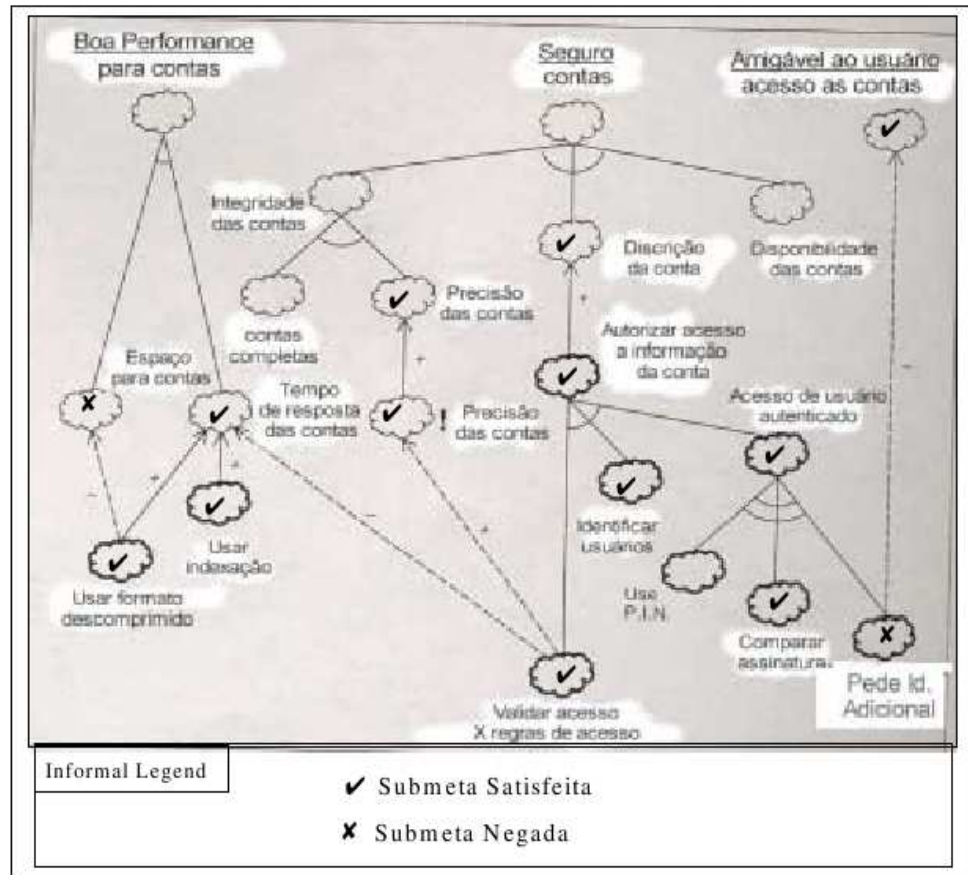 Boa Performance
para contas
Seguro
contas
Amigável ao usuário
acesso as contas
Integridade
das contas
Discrição
da conta
Disponibilidade
das contas
contas
completas
Precisão
das contas
Autorizar acesso
a informação
da conta
Espaço
para contas
Tempo
de resposta
das contas
! Precisão
das contas
Acesso de usuário
autenticado
+
+
-
-
+
+
-
+
Identificar
usuários
Usar
indexação
Usar formato
descomprimido
Use
P.I.N.
Comparar
assinaturas
Pede Id.
Adicional
Validar acesso
X regras de acesso
Informal Legend
✔ Submeta Satisfeita
✘ Submeta Negada